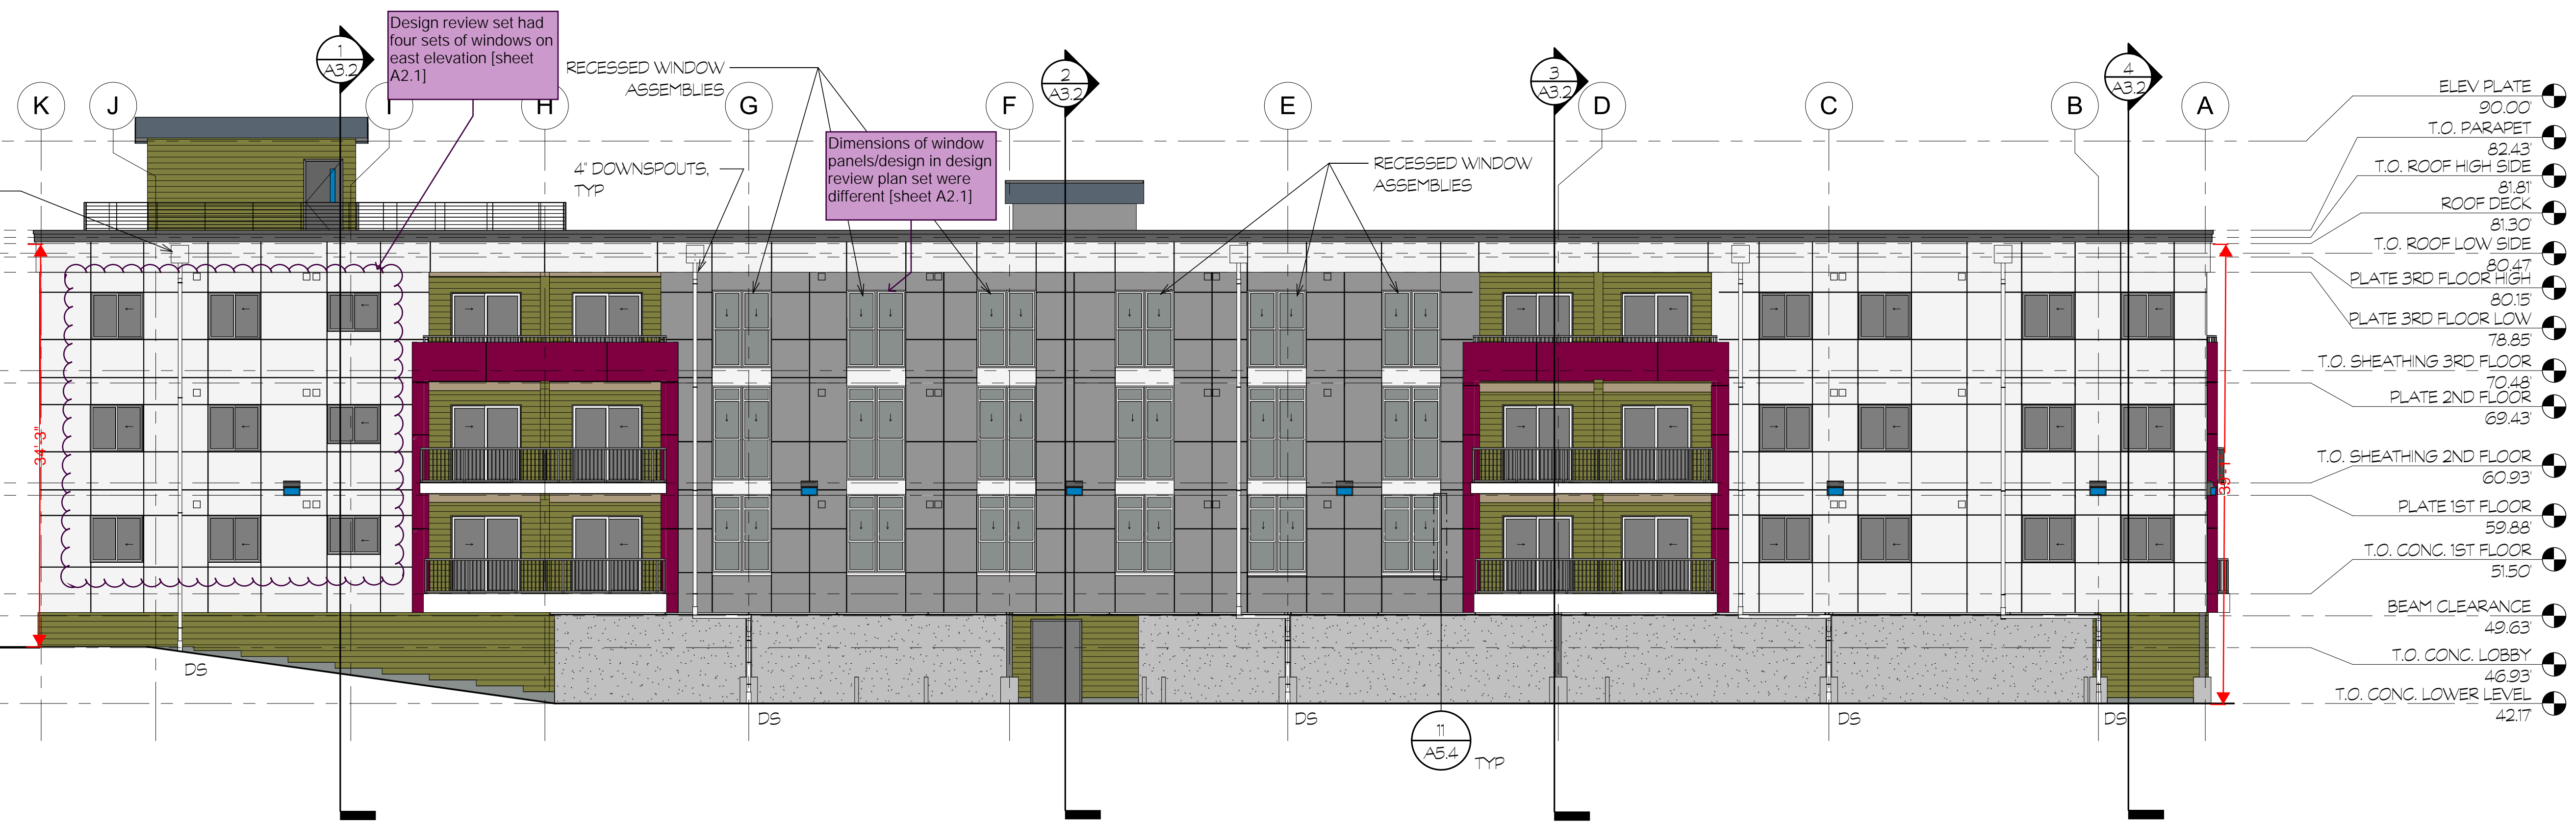 Design review set had
four sets of windows on
east elevation [sheet
A2.1]
1
A3.2
RECESSED WINDOW
ASSEMBLIES
2
A3.2
3
A3.2
4
A3.2
K
J
I
H
G
F
E
D
C
B
A
4" DOWNSPOUTS,
TYP
Dimensions of window
panels/design in design
review plan set were
different [sheet A2.1]
RECESSED WINDOW
ASSEMBLIES
ELEV PLATE
90.00'
T.O. PARAPET
82.43'
T.O. ROOF HIGH SIDE
81.81'
ROOF DECK
81.30'
T.O. ROOF LOW SIDE
80.47
PLATE 3RD FLOOR HIGH
80.15'
PLATE 3RD FLOOR LOW
78.85'
T.O. SHEATHING 3RD FLOOR
70.48'
PLATE 2ND FLOOR
69.43'
T.O. SHEATHING 2ND FLOOR
60.93'
PLATE 1ST FLOOR
59.88'
T.O. CONC. 1ST FLOOR
51.50'
BEAM CLEARANCE
49.63'
T.O. CONC. LOBBY
46.93'
T.O. CONC. LOWER LEVEL
42.17'
34'-3"
DS
DS
DS
DS
DS
11
A5.4
TYP